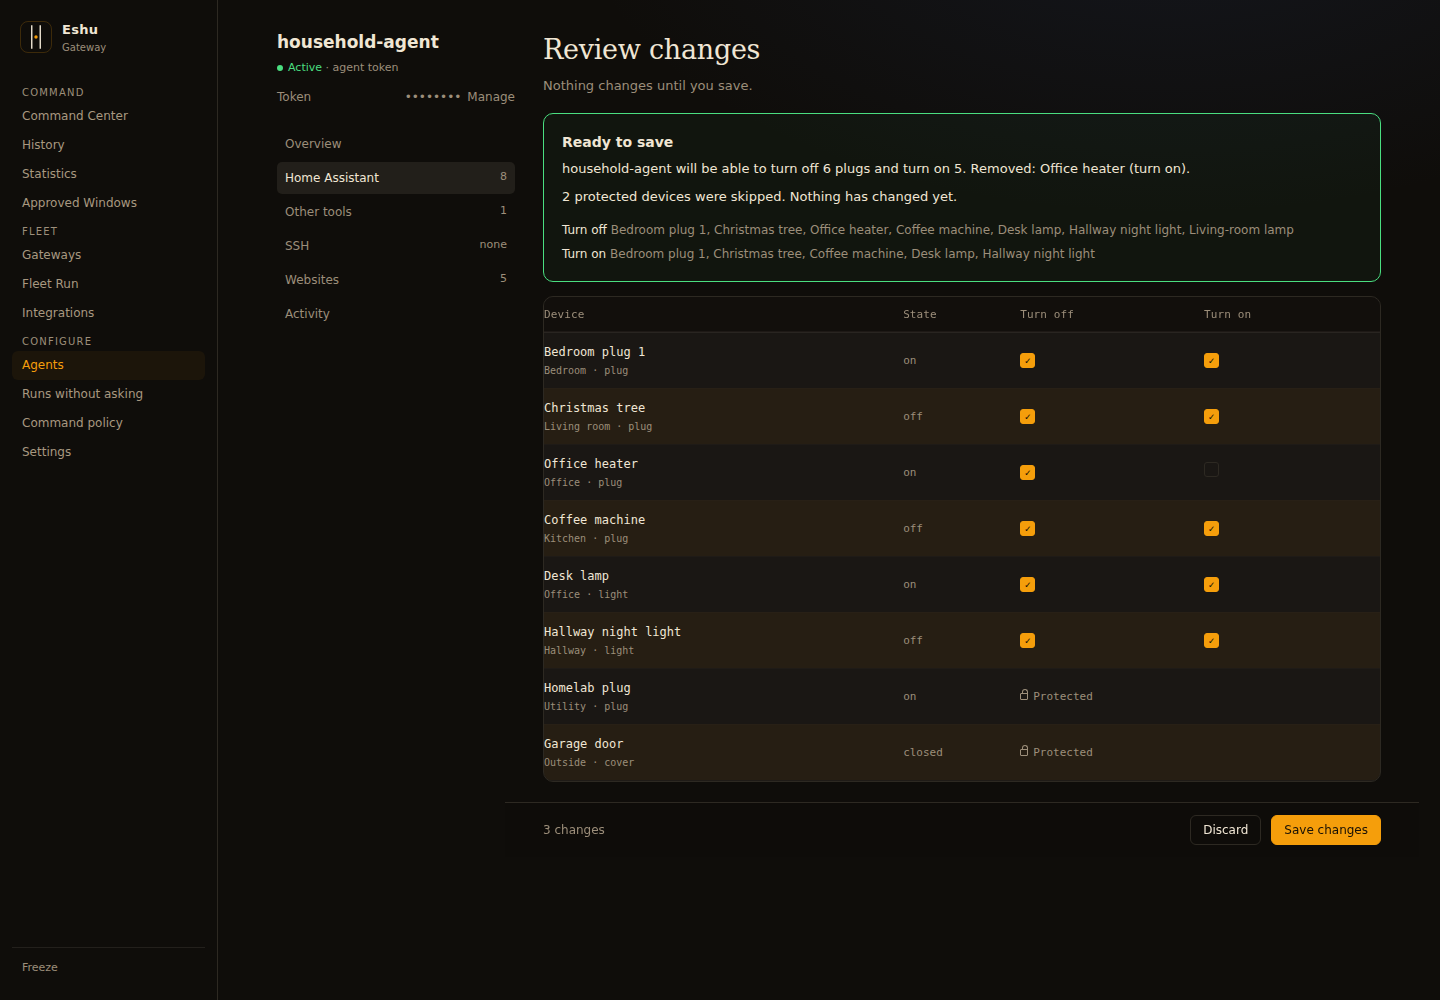 Eshu
Gateway
COMMAND
Command Center
History
Statistics
Approved Windows
FLEET
Gateways
Fleet Run
Integrations
CONFIGURE
Agents
Runs without asking
Command policy
Settings
Freeze
household-agent
Active · agent token
Token •••••••• Manage
Overview
Home Assistant 8
Other tools 1
SSH none
Websites 5
Activity
Review changes
Nothing changes until you save.
Ready to save
household-agent will be able to turn off 6 plugs and turn on 5. Removed: Office heater (turn on).
2 protected devices were skipped. Nothing has changed yet.
Turn off Bedroom plug 1, Christmas tree, Office heater, Coffee machine, Desk lamp, Hallway night light, Living-room lamp
Turn on Bedroom plug 1, Christmas tree, Coffee machine, Desk lamp, Hallway night light
Device State Turn off Turn on
Bedroom plug 1
Bedroom · plug
on ✓ ✓
Christmas tree
Living room · plug
off ✓ ✓
Office heater
Office · plug
on ✓
Coffee machine
Kitchen · plug
off ✓ ✓
Desk lamp
Office · light
on ✓ ✓
Hallway night light
Hallway · light
off ✓ ✓
Homelab plug
Utility · plug
on Protected
Garage door
Outside · cover
closed Protected
3 changes
Discard
Save changes